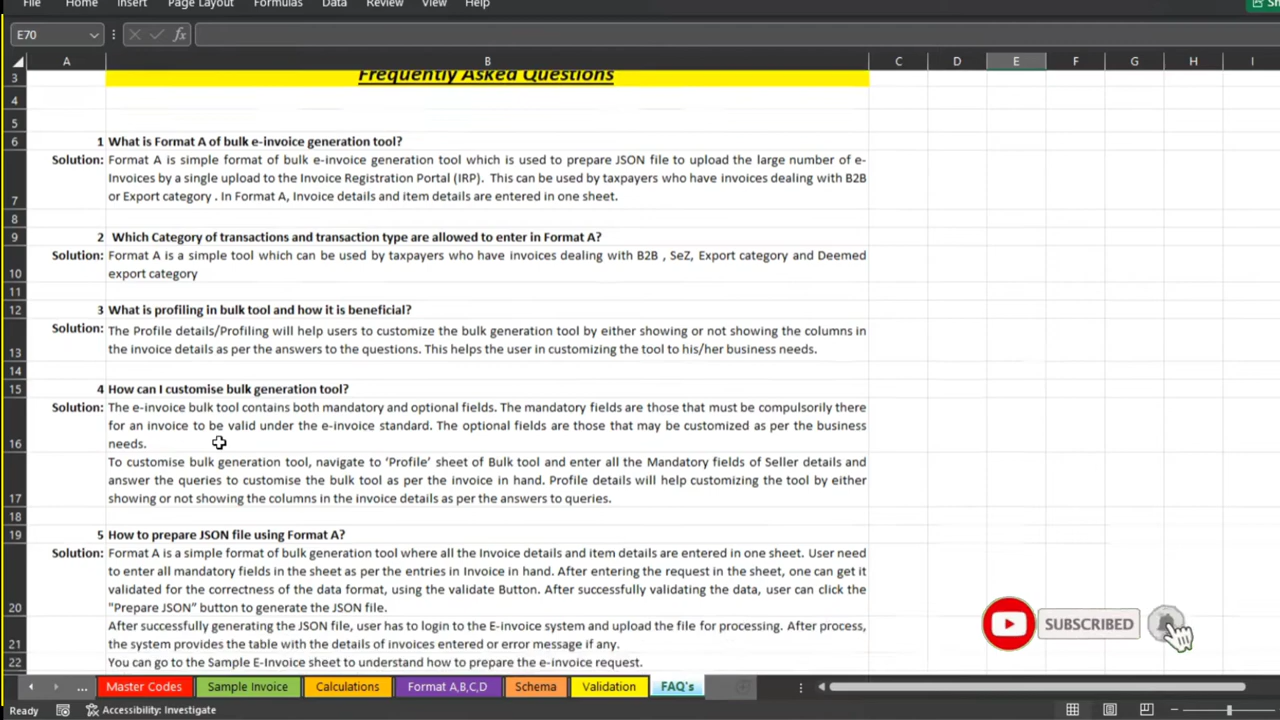 File Home Insert Page Layout Formulas Data Review View Help
E70 fx
A B C D E F G H I
3 Frequently Asked Questions
4
5
6 1 What is Format A of bulk e-invoice generation tool?
Solution: Format A is simple format of bulk e-invoice generation tool which is used to prepare JSON file to upload the large number of e-
Invoices by a single upload to the Invoice Registration Portal (IRP). This can be used by taxpayers who have invoices dealing with B2B
7 or Export category . In Format A, Invoice details and item details are entered in one sheet.
8
9 2 Which Category of transactions and transaction type are allowed to enter in Format A?
Solution: Format A is a simple tool which can be used by taxpayers who have invoices dealing with B2B , SeZ, Export category and Deemed
10 export category
11
12 3 What is profiling in bulk tool and how it is beneficial?
Solution: The Profile details/Profiling will help users to customize the bulk generation tool by either showing or not showing the columns in
13 the invoice details as per the answers to the questions. This helps the user in customizing the tool to his/her business needs.
14
15 4 How can I customise bulk generation tool?
Solution: The e-invoice bulk tool contains both mandatory and optional fields. The mandatory fields are those that must be compulsorily there
for an invoice to be valid under the e-invoice standard. The optional fields are those that may be customized as per the business
16 needs.
To customise bulk generation tool, navigate to ‘Profile’ sheet of Bulk tool and enter all the Mandatory fields of Seller details and
answer the queries to customise the bulk tool as per the invoice in hand. Profile details will help customizing the tool by either
17 showing or not showing the columns in the invoice details as per the answers to queries.
18
19 5 How to prepare JSON file using Format A?
Solution: Format A is a simple format of bulk generation tool where all the Invoice details and item details are entered in one sheet. User need
to enter all mandatory fields in the sheet as per the entries in Invoice in hand. After entering the request in the sheet, one can get it
validated for the correctness of the data format, using the validate Button. After successfully validating the data, user can click the
20 "Prepare JSON” button to generate the JSON file.
After successfully generating the JSON file, user has to login to the E-invoice system and upload the file for processing. After process,
21 the system provides the table with the details of invoices entered or error message if any.
22 You can go to the Sample E-Invoice sheet to understand how to prepare the e-invoice request.
SUBSCRIBED
... Master Codes Sample Invoice Calculations Format A,B,C,D Schema Validation FAQ's
Ready Accessibility: Investigate